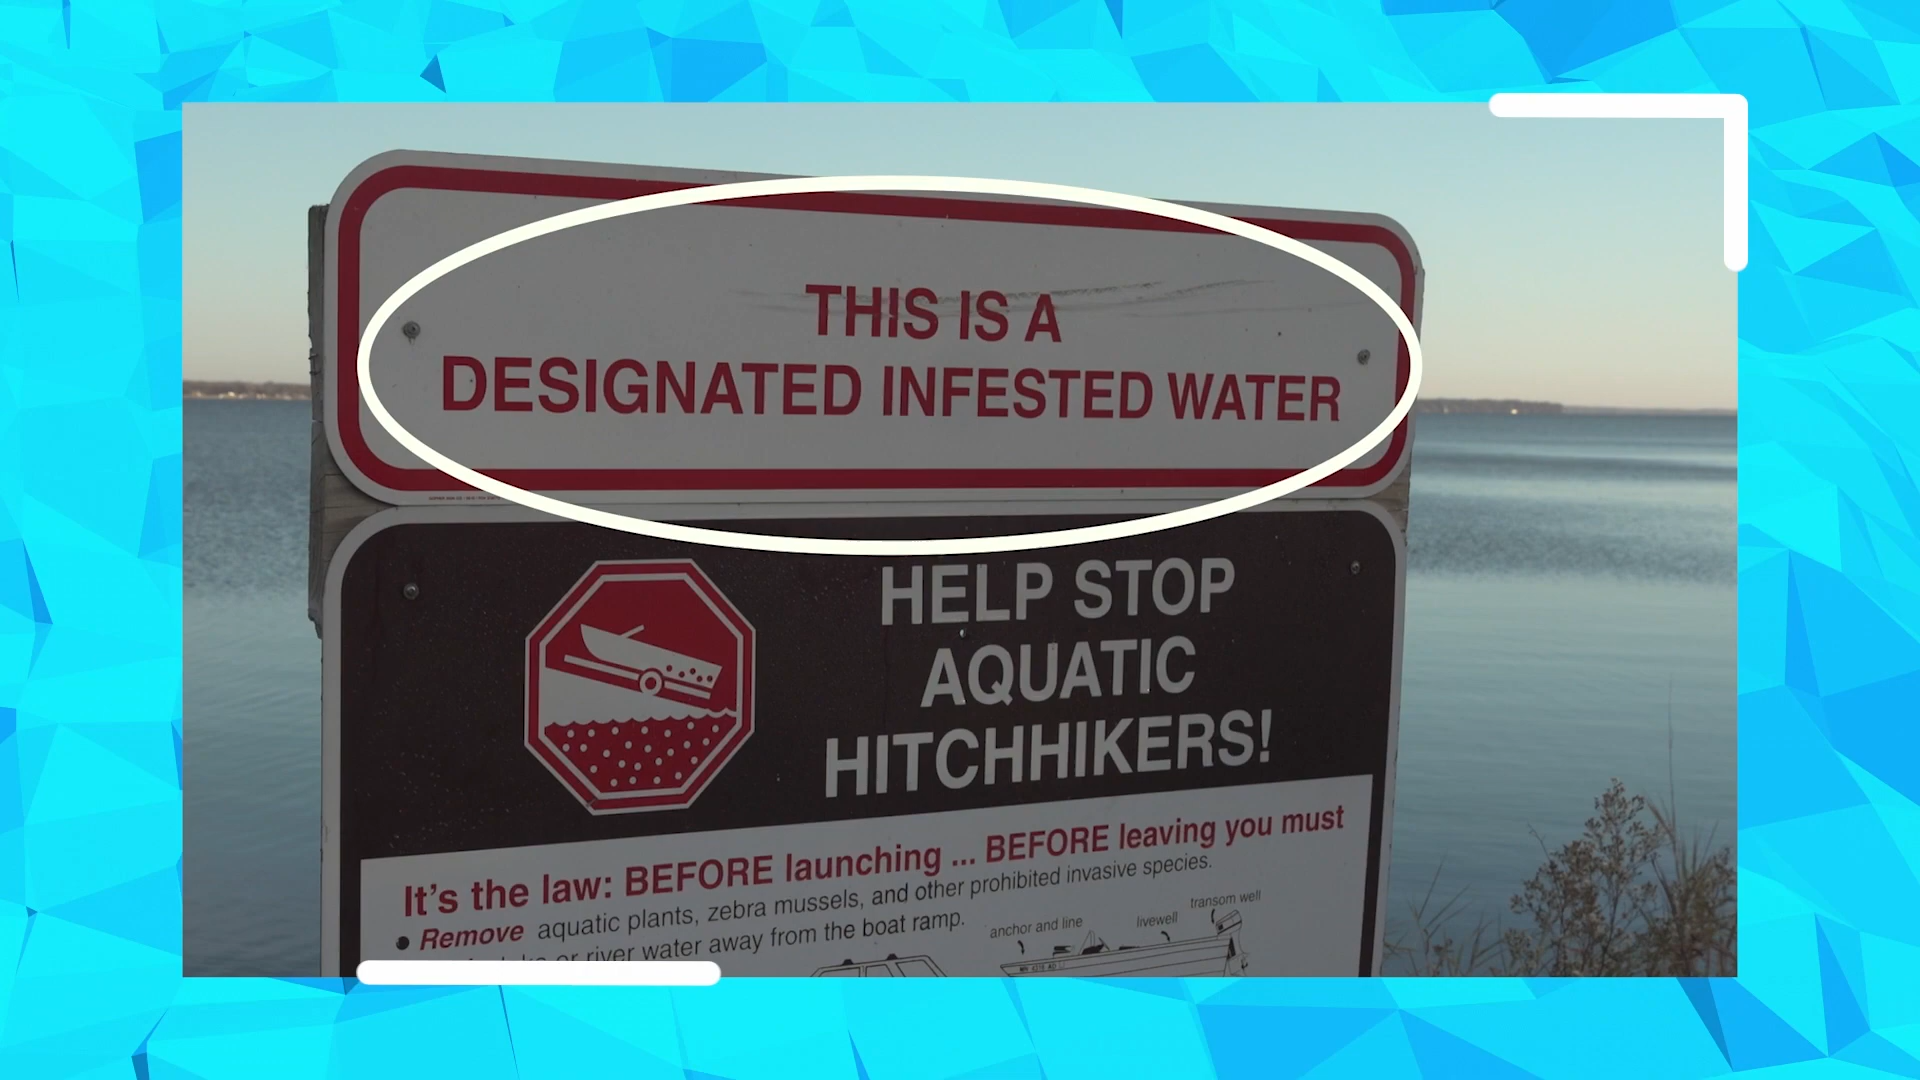 THIS IS A
DESIGNATED INFESTED WATER
HELP STOP
AQUATIC
HITCHHIKERS!
It's the law: BEFORE launching ... BEFORE leaving you must
• Remove aquatic plants, zebra mussels, and other prohibited invasive species.
or river water away from the boat ramp.
anchor and line
livewell
transom well